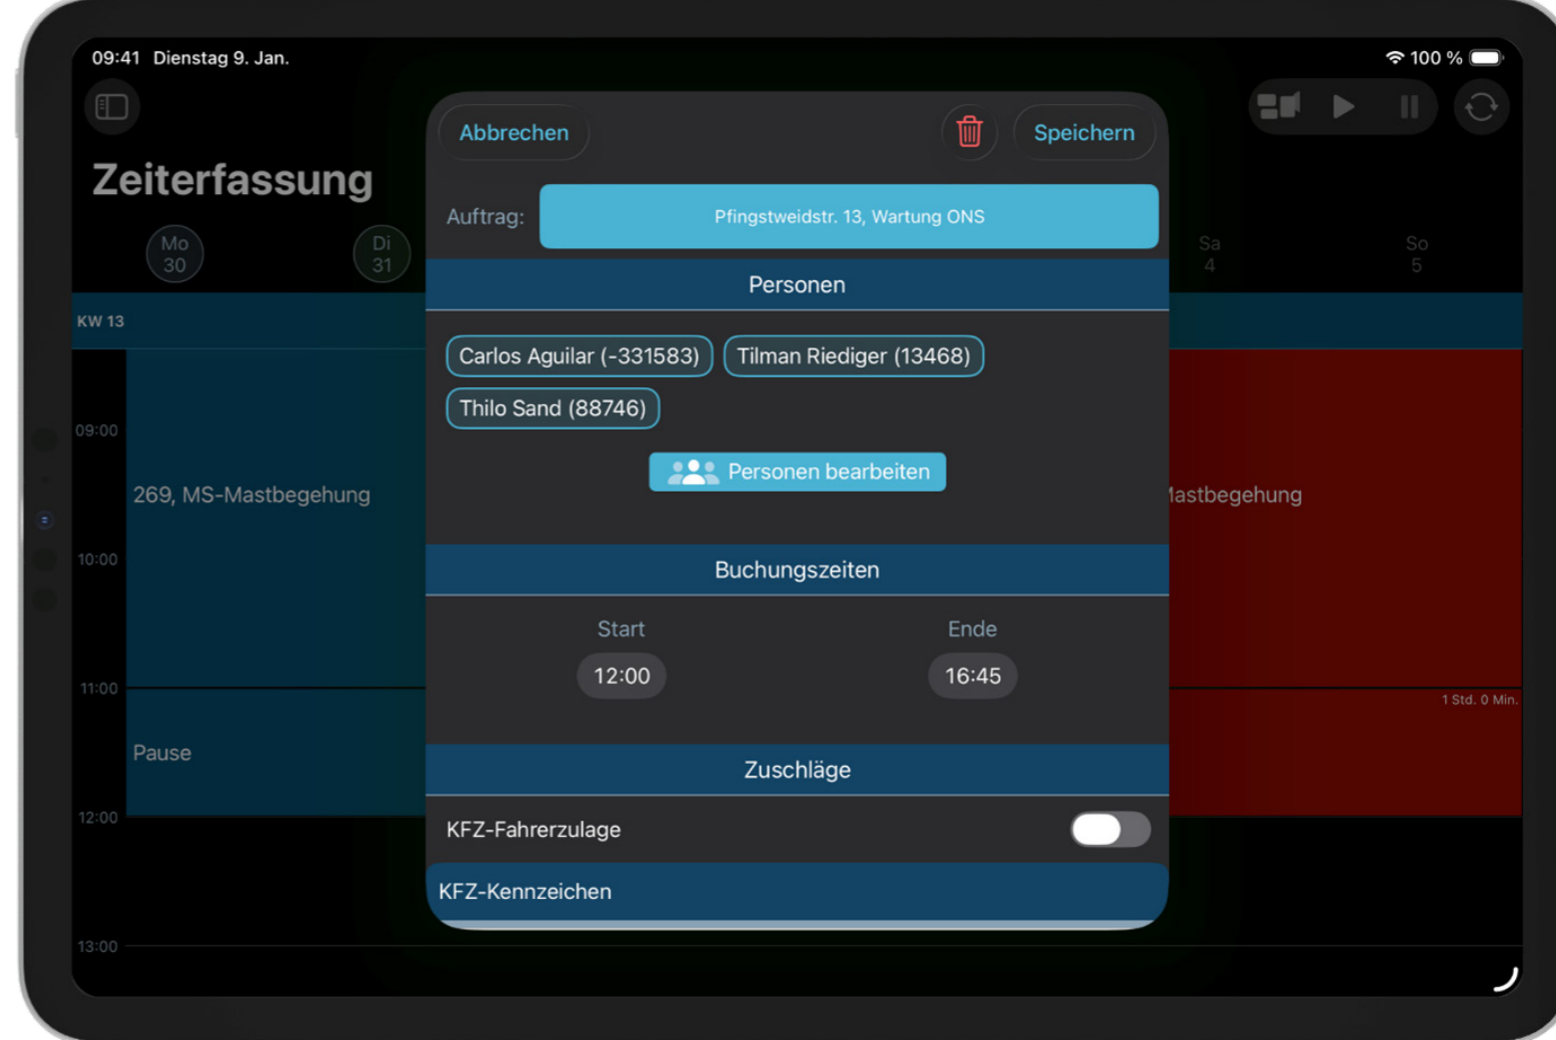 09:41 Dienstag 9. Jan.
100 %
Abbrechen
Speichern
Zeiterfassung
Auftrag:
Pfingstweidstr. 13, Wartung ONS
Mo
30
Di
31
Sa
4
So
5
Personen
KW 13
Carlos Aguilar (-331583)
Tilman Riediger (13468)
Thilo Sand (88746)
09:00
Personen bearbeiten
269, MS-Mastbegehung
Mastbegehung
10:00
Buchungszeiten
Start
Ende
12:00
16:45
11:00
1 Std. 0 Min.
Pause
Zuschläge
12:00
KFZ-Fahrerzulage
KFZ-Kennzeichen
13:00